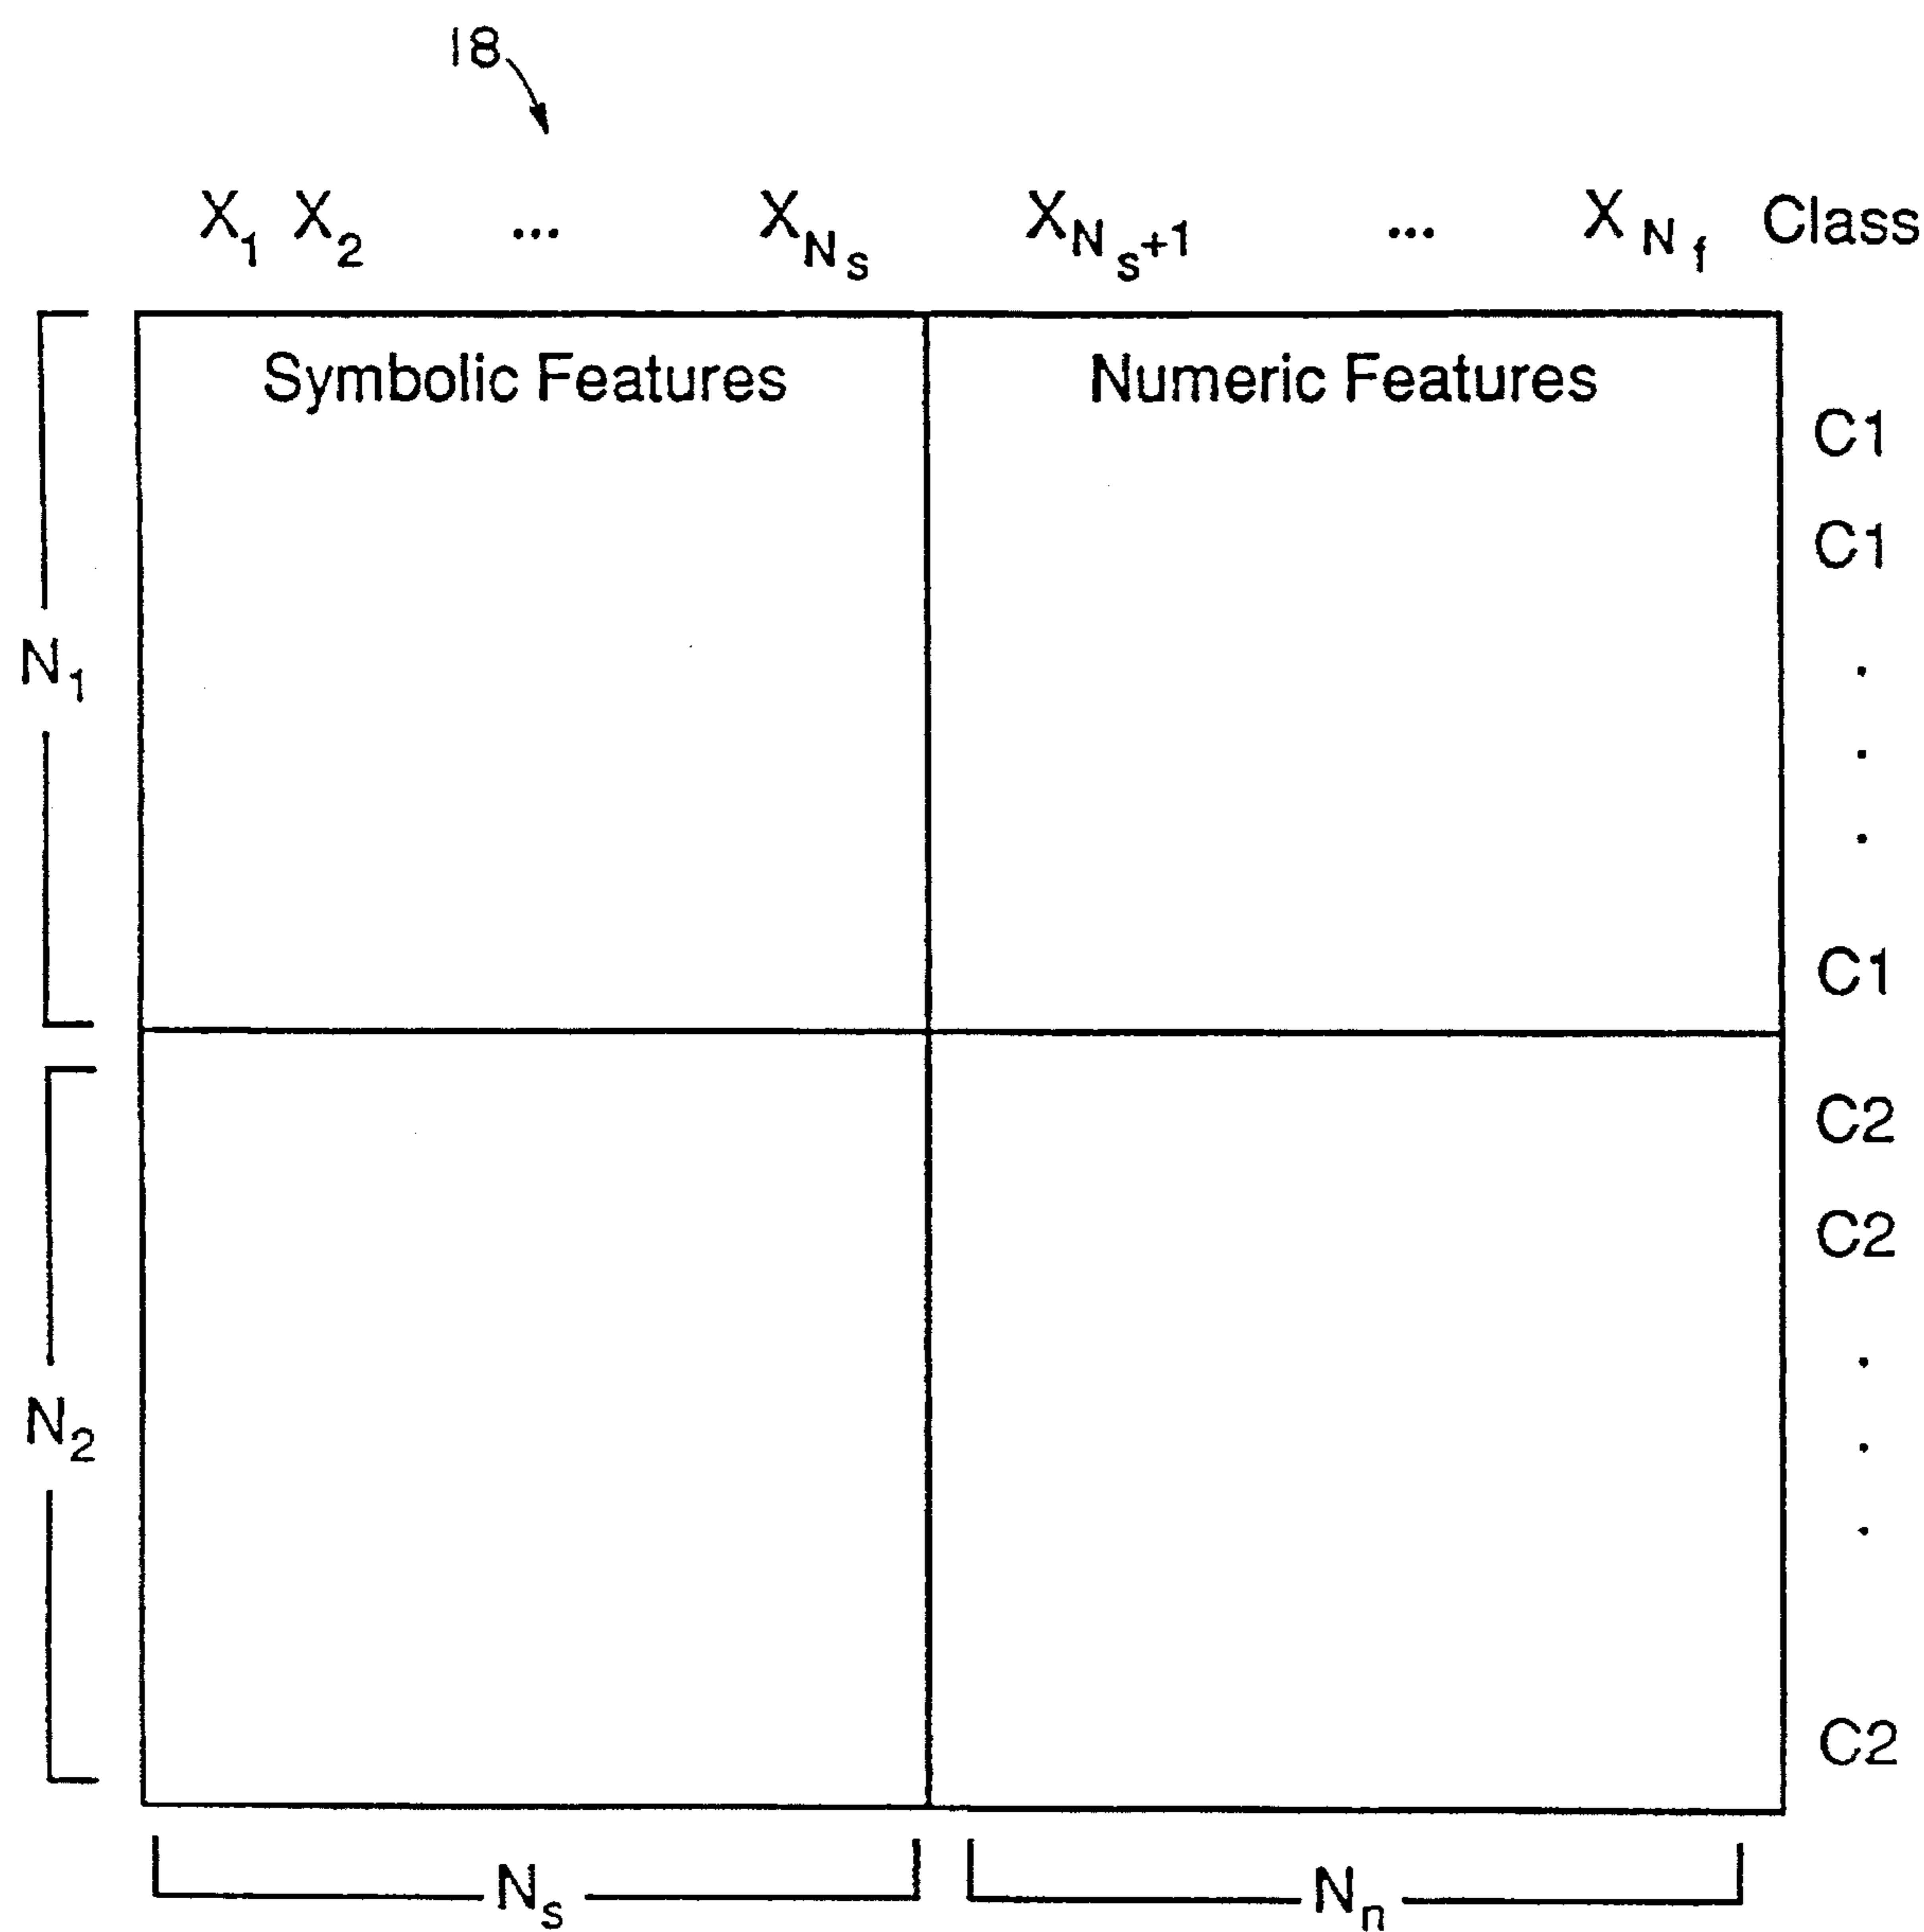 18
X1 X2 ... XNs XNs+1 ... XNf Class
Symbolic Features Numeric Features
C1
C1
.
N1
.
.
C1
C2
C2
.
N2
.
.
C2
Ns Nn